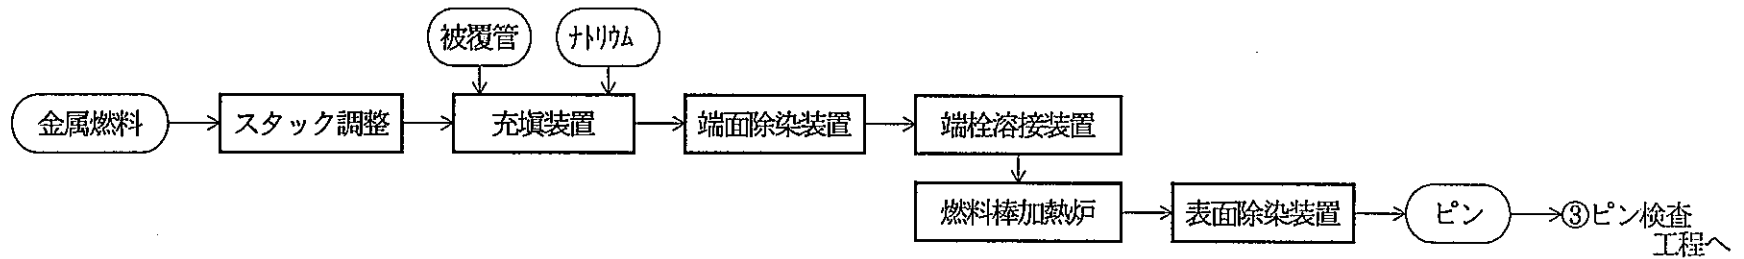 被覆管
ナトリウム
金属燃料
スタック調整
充塡装置
端面除染装置
端栓溶接装置
燃料棒加熱炉
表面除染装置
ピン
③ピン検査
工程へ